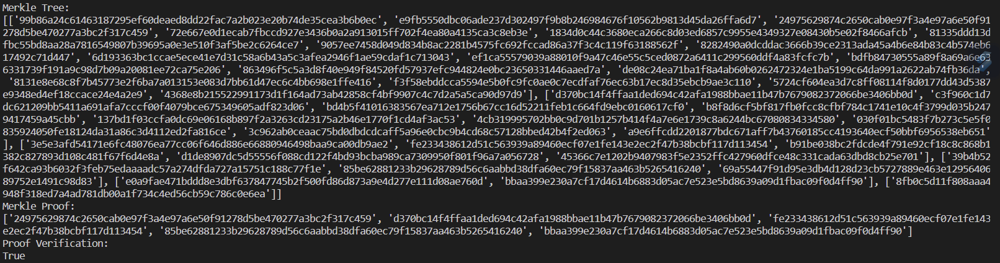 Merkle Tree:
[['99b86a24c61463187295ef60deaed8dd22fac7a2b023e20b74de35cea3b6b0ec', 'e9fb5550dbc06ade237d302497f9b8b246984676f10562b9813d45da26ffa6d7', '24975629874c2650cab0e97f3a4e97a6e50f91
278d5be470277a3bc2f317c459', '72e667e0d1ecab7fbccd927e3436b0a2a913015ff702f4ea80a4135ca3c8eb3e', '1834d0c44c3680eca266c8d03ed6857c9955e4349327e08430b5e02f8466afcb', '81335ddd13d
fbc55bd8aa28a7816549807b39695a0e3e510f3af5be2c6264ce7', '9057ee7458d049d834b8ac2281b4575fc692fccad86a37f3c4c119f63188562f', '8282490a0dcddac3666b39ce2313ada45a4b6e84b83c4b574eb6
17492c71d447', '6d193363bc1ccae5ece41e7d31c58a6b43a5c3afea2946f1ae59cdaf1c713043', 'ef1ca55579039a88010f9a47c46e55c5ced0872a6411c299560ddf4a83fcfc7b', 'bdfb84730555a89f8a69a6e63
6331739f191a9c98d7b09a20081ee72ca75e206', '863496f5c5a3d8f40e949f84520fd57937efc944824e0bc23650331446aaed7a', 'de08c24ea71ba1f8a4ab60b0262472324e1ba5199c64da991a2622ab74fb36da',
'8131e8e68c8f7b45773e2f6ba7a013153e083d7bb61d47ec6c4bb698e1ffe416', 'f3f58ebddcca5594e5b0fc9fc0ae0c7ecdfaf76ec63b17ec8d35ebcb9ae3c110', '5724cf604ea3d7c8ff08114f8d0177dd43d5387
e9348ed4ef18ccace24e4a2e9', '4368e8b215522991173d1f164ad73ab42858cf4bf9907c4c7d2a5a5ca90d97d9'], ['d370bc14f4ffaa1ded694c42afa1988bbae11b47b7679082372066be3406bb0d', 'c3f960c1d7
dc621209bb5411a691afa7cccf00f4079bce675349605adf823d06', 'bd4b5f41016383567ea712e1756b67cc16d52211feb1c664fd9ebc0160617cf0', 'b8f8d6cf5bf817fb0fcc8cfbf784c1741e10c4f3799d035b247
9417459a45cbb', '137bd1f03ccfa0dc69e06168b897f2a3263cd23175a2b46e1770f1cd4af3ac53', '4cb319995702bb0c9d701b1257b414f4a7e6e1739c8a6244bc67080834334580', '030f01bc5483f7b273c5e5f0
835924050fe18124da31a86c3d4112ed2fa816ce', '3c962ab0ceaac75bd0dbdcdcaff5a96e0cbc9b4cd68c57128bbed42b4f2ed063', 'a9e6ffcdd2201877bdc671aff7b43760185cc4193640ecf50bbf6956538eb651'
], ['3e5e3afd54171e6fc48076ea77cc06f646d886e66880946498baa9ca00db9ae2', 'fe233438612d51c563939a89460ecf07e1fe143e2ec2f47b38bcbf117d113454', 'b91be038bc2fdcde4f791e92cf18c8c868b1
382c827893d108c481f67f6d4e8a', 'd1de8907dc5d55556f088cd122f4bd93bcba989ca7309950f801f96a7a056728', '45366c7e1202b9407983f5e2352ffc427960dfce48c331cada63dbd8cb25e701'], ['39b4b52
f642ca93b6032f3feb75edaaaadc57a274dfda727a15751c188c77f1e', '85be62881233b29628789d56c6aabbd38dfa60ec79f15837aa463b5265416240', '69a55447f91d95e3db4d128d23cb5727889e463e12956406
89752e1491c98d83'], ['e0a9fae471bddd8e3dbf637847745b2f500fd86d873a9e4d277e111d08ae760d', 'bbaa399e230a7cf17d4614b6883d05ac7e523e5bd8639a09d1fbac09f0d4ff90'], ['8fb0c5d11f808aaa4
948f318ed7a4ad781db00a1f734c4ed56cb59c786c0e6ea']]
Merkle Proof:
['24975629874c2650cab0e97f3a4e97a6e50f91278d5be470277a3bc2f317c459', 'd370bc14f4ffaa1ded694c42afa1988bbae11b47b7679082372066be3406bb0d', 'fe233438612d51c563939a89460ecf07e1fe143
e2ec2f47b38bcbf117d113454', '85be62881233b29628789d56c6aabbd38dfa60ec79f15837aa463b5265416240', 'bbaa399e230a7cf17d4614b6883d05ac7e523e5bd8639a09d1fbac09f0d4ff90']
Proof Verification:
True